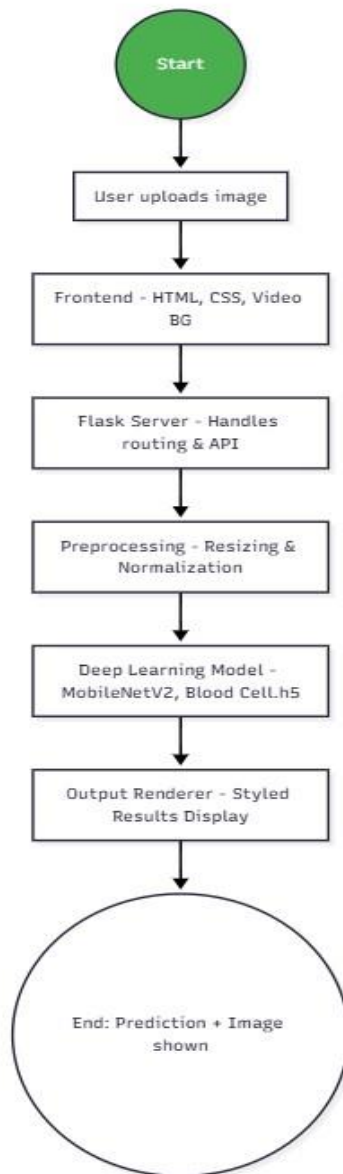 Start
User uploads image
Frontend - HTML, CSS, Video
BG
Flask Server - Handles
routing & API
Preprocessing - Resizing &
Normalization
Deep Learning Model -
MobileNetV2, Blood Cell.h5
Output Renderer - Styled
Results Display
End: Prediction + Image
shown